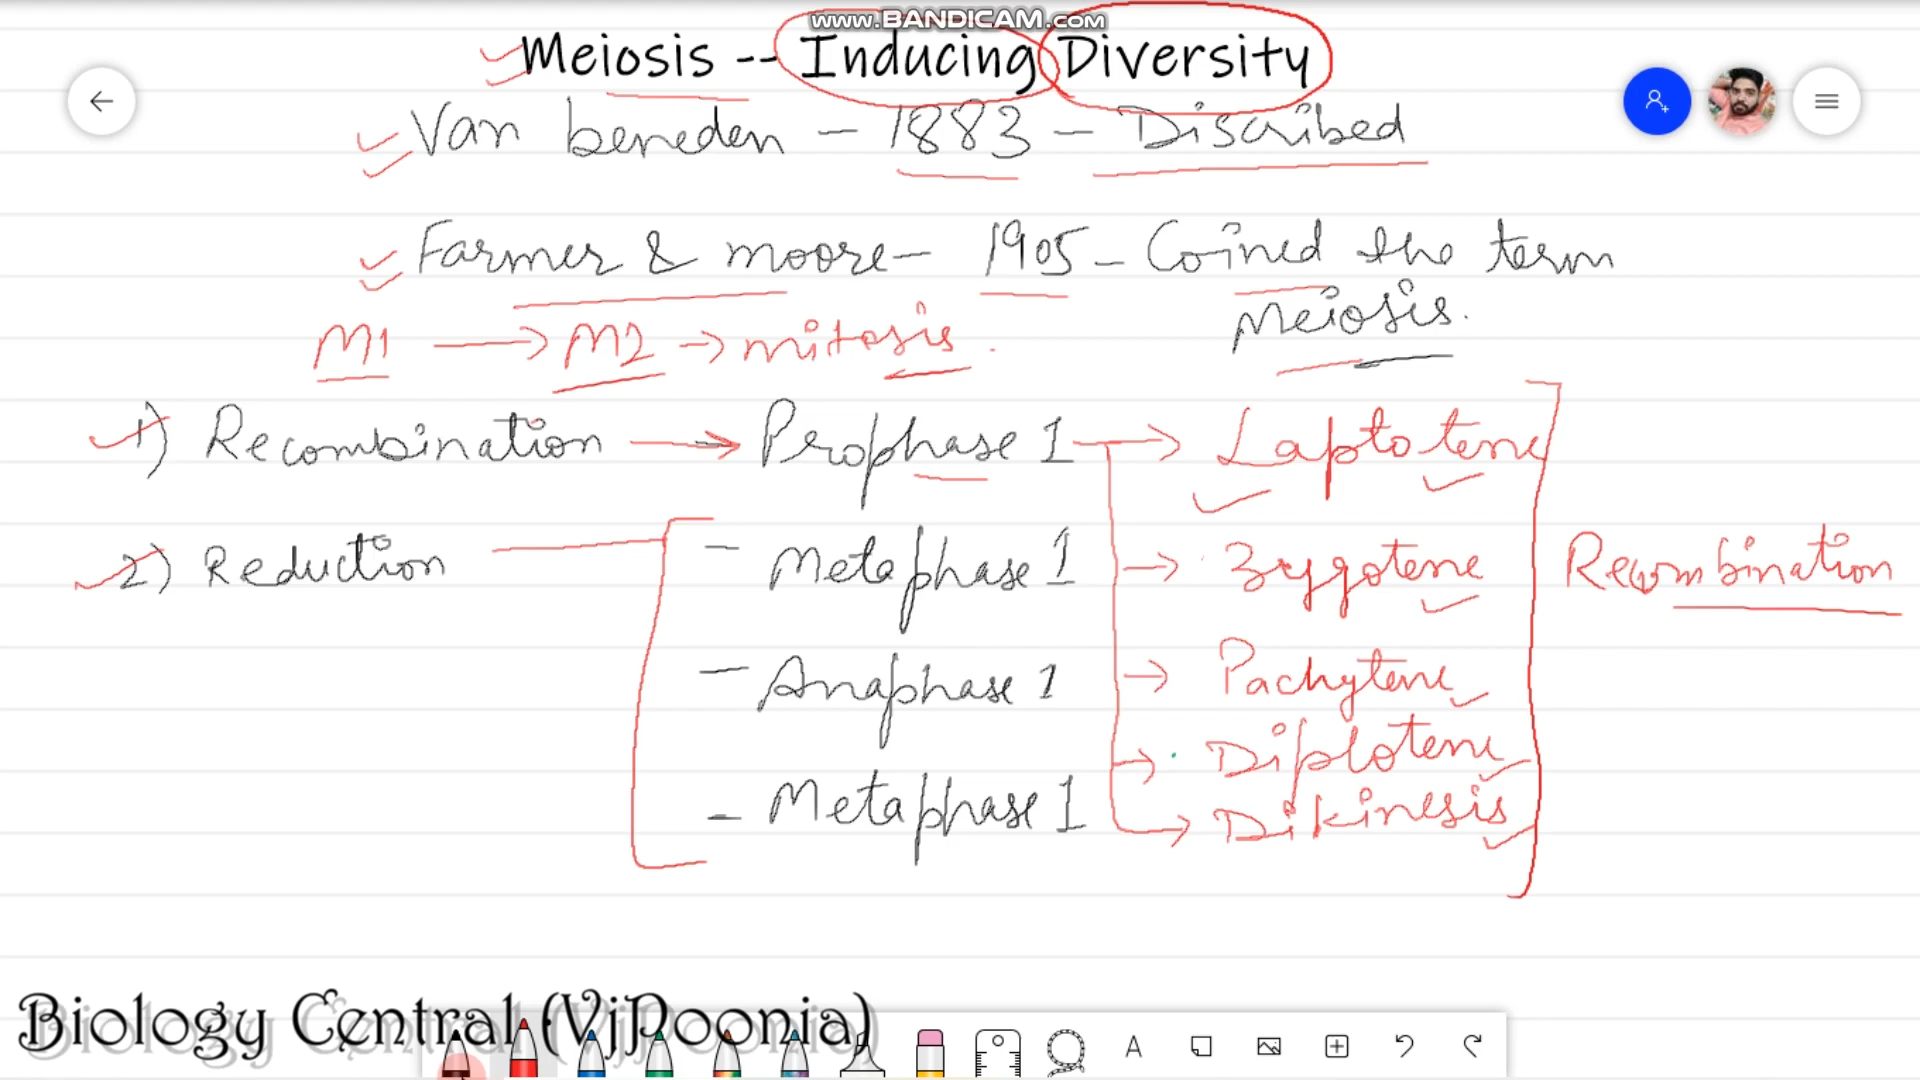 www.BANDICAM.com
Meiosis -- Inducing Diversity
Van beneden - 1883 - Discribed
Farmer & moore - 1905 - Coined the term
meiosis.
M1 → M2 → mitosis.
1) Recombination → Prophase 1 → Laptotene
2) Reduction - Metaphase 1 → Zygotene Recombination
- Anaphase 1 → Pachytene
→ Diplotene
- Metaphase 1 → Dikinesis
Biology Central (VjPoonia)
A